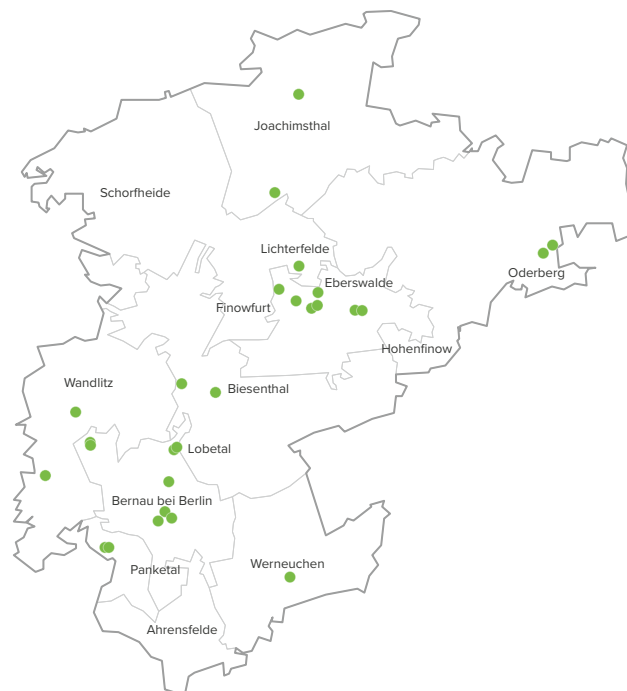 Joachimsthal
Schorfheide
Lichterfelde
Oderberg
Eberswalde
Finowfurt
Hohenfinow
Wandlitz
Biesenthal
Lobetal
Bernau bei Berlin
Werneuchen
Panketal
Ahrensfelde